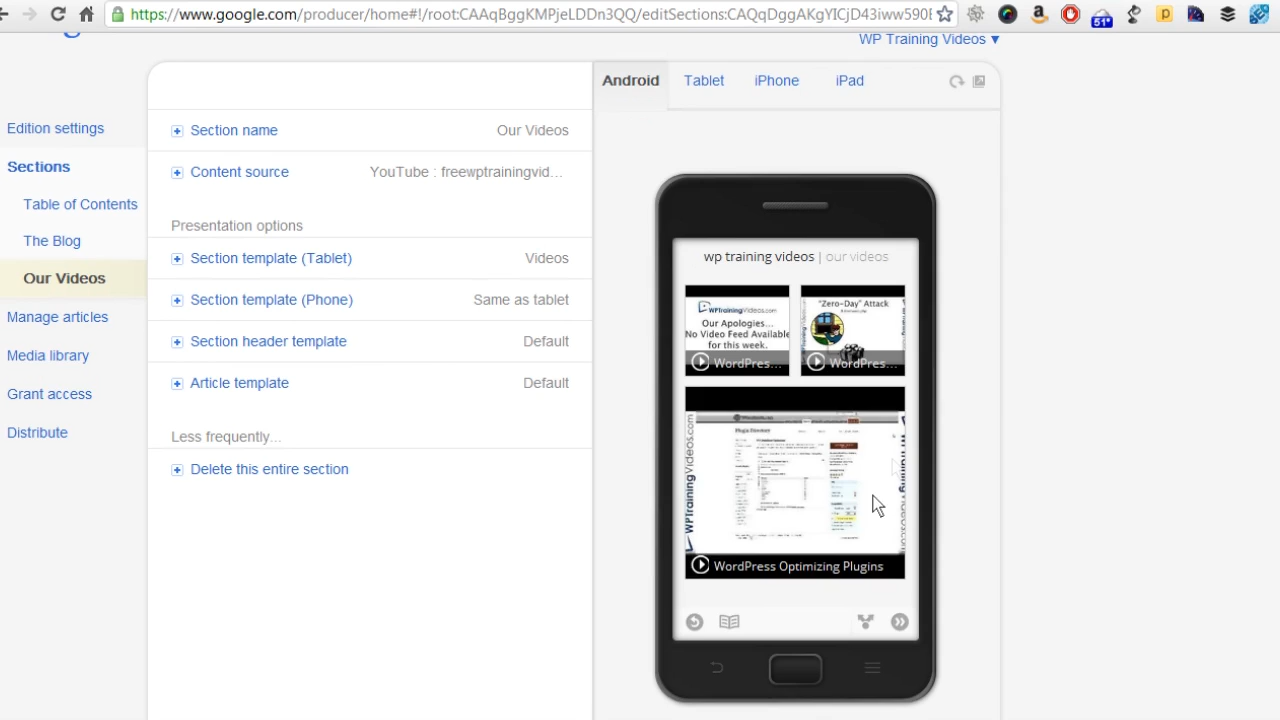 https://www.google.com/producer/home#!/root:CAAqBggKMPjeLDDn3QQ/editSections:CAQqDggAKgYICjD43iww590E
51°
WP Training Videos ▼
Android Tablet iPhone iPad
Edition settings
Sections
Table of Contents
The Blog
Our Videos
Manage articles
Media library
Grant access
Distribute
Section name Our Videos
Content source YouTube : freewptrainingvid...
Presentation options
Section template (Tablet) Videos
Section template (Phone) Same as tablet
Section header template Default
Article template Default
Less frequently...
Delete this entire section
wp training videos | our videos
WPTrainingVideos.com
Our Apologies...
No Video Feed Available
for this week.
WordPres...
"Zero-Day" Attack
WordPres...
WPTrainingVideos.com
WordPress Optimizing Plugins